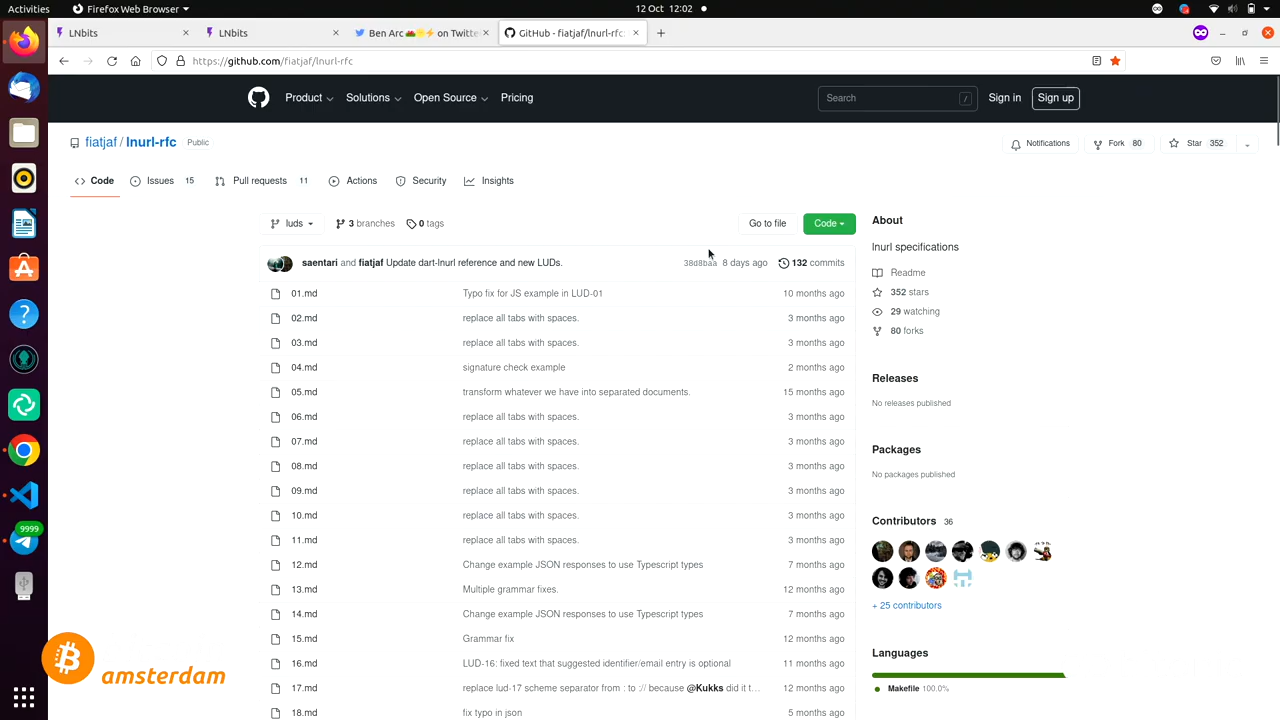 Activities Firefox Web Browser 12 Oct 12:02
LNbits LNbits Ben Arc on Twitte GitHub - fiatjaf/lnurl-rfc:
https://github.com/fiatjaf/lnurl-rfc
Product Solutions Open Source Pricing Search / Sign in Sign up
fiatjaf / lnurl-rfc Public Notifications Fork 80 Star 352
Code Issues 15 Pull requests 11 Actions Security Insights
luds 3 branches 0 tags Go to file Code
saentari and fiatjaf Update dart-lnurl reference and new LUDs. 38d8baa 8 days ago 132 commits
01.md Typo fix for JS example in LUD-01 10 months ago
02.md replace all tabs with spaces. 3 months ago
03.md replace all tabs with spaces. 3 months ago
04.md signature check example 2 months ago
05.md transform whatever we have into separated documents. 15 months ago
06.md replace all tabs with spaces. 3 months ago
07.md replace all tabs with spaces. 3 months ago
08.md replace all tabs with spaces. 3 months ago
09.md replace all tabs with spaces. 3 months ago
10.md replace all tabs with spaces. 3 months ago
11.md replace all tabs with spaces. 3 months ago
12.md Change example JSON responses to use Typescript types 7 months ago
13.md Multiple grammar fixes. 12 months ago
14.md Change example JSON responses to use Typescript types 7 months ago
15.md Grammar fix 12 months ago
16.md LUD-16: fixed text that suggested identifier/email entry is optional 11 months ago
17.md replace lud-17 scheme separator from : to :// because @Kukks did it t… 12 months ago
18.md fix typo in json 5 months ago
About
lnurl specifications
Readme
352 stars
29 watching
80 forks
Releases
No releases published
Packages
No packages published
Contributors 36
+ 25 contributors
Languages
Makefile 100.0%
9999
amsterdam